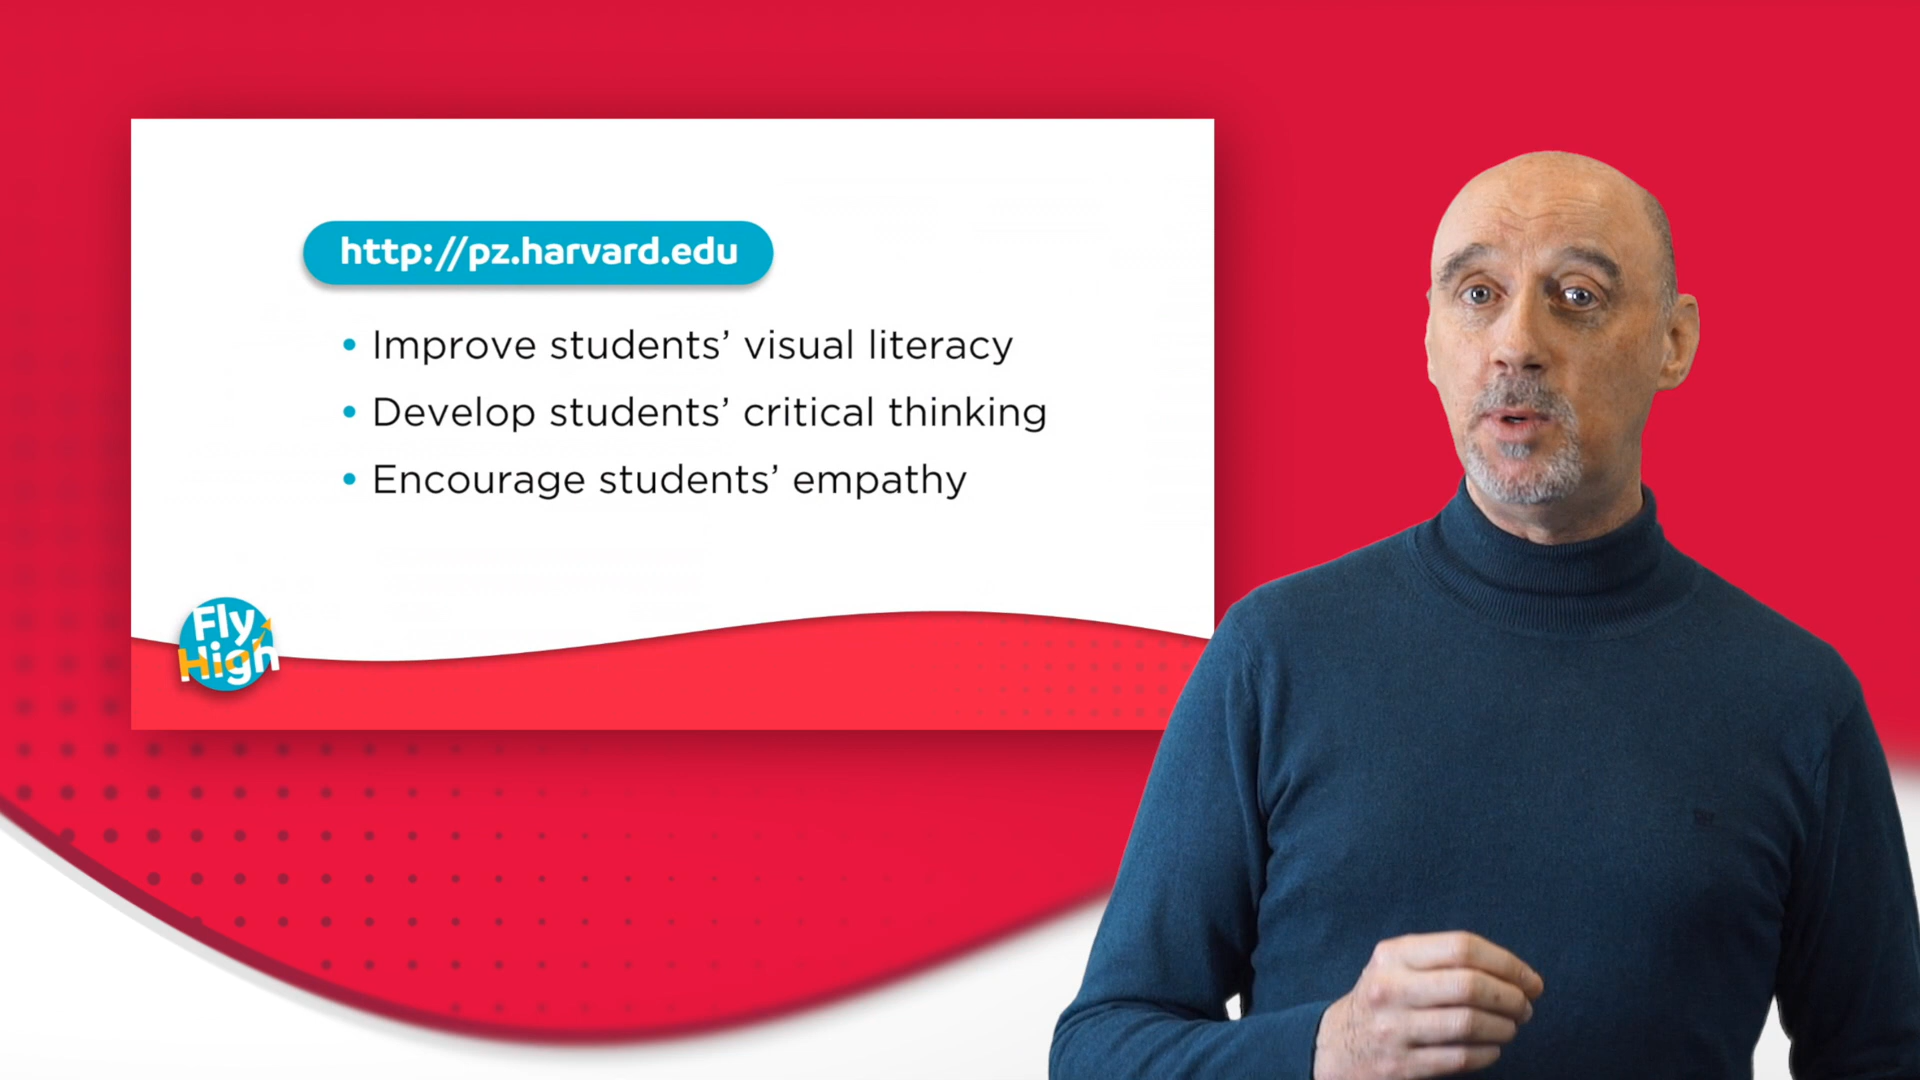 http://pz.harvard.edu
• Improve students’ visual literacy
• Develop students’ critical thinking
• Encourage students’ empathy
Fly
High